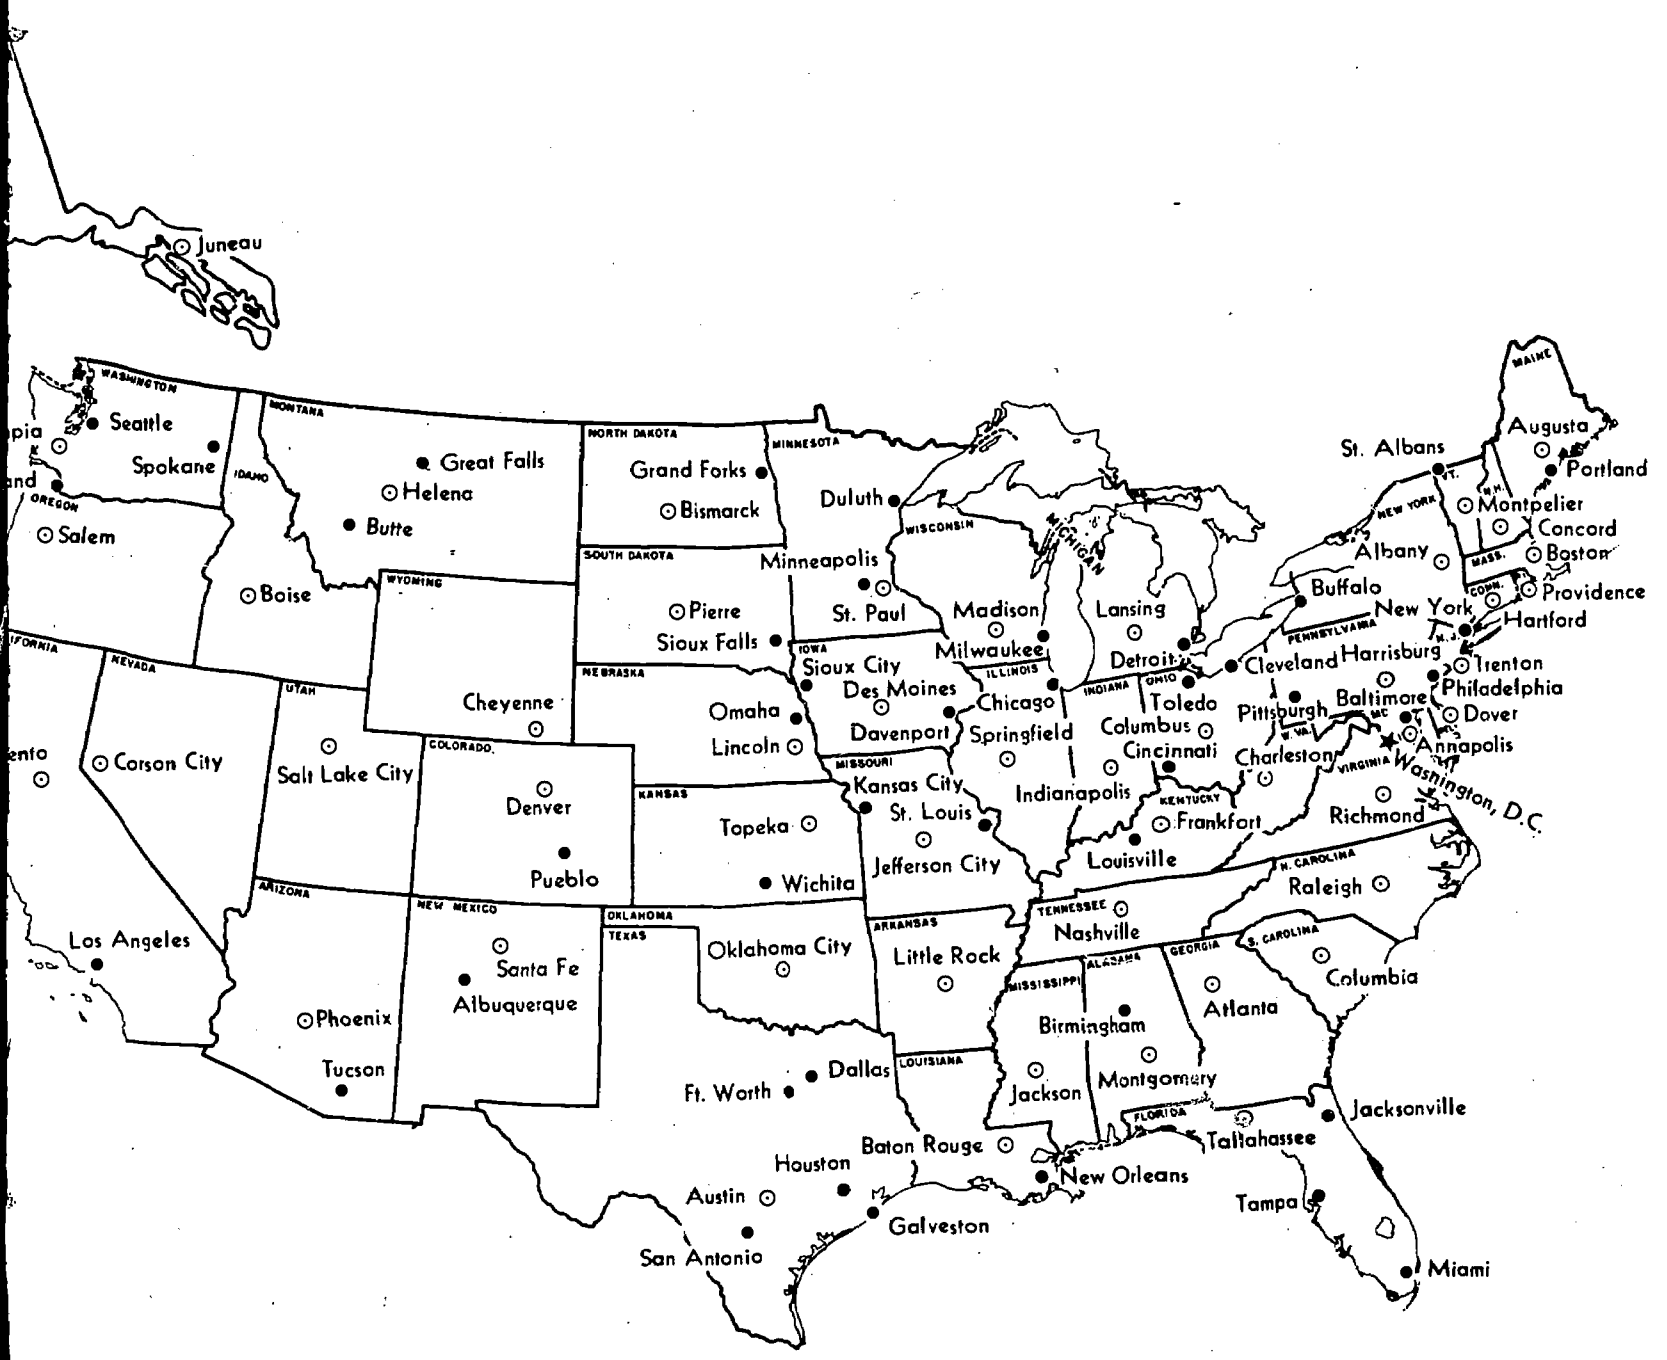 Juneau
WASHINGTON
Seattle
Spokane
pia
and
OREGON
Salem
IDAHO
Boise
MONTANA
Great Falls
Helena
Butte
NORTH DAKOTA
Grand Forks
Bismarck
MINNESOTA
Duluth
Minneapolis
St. Paul
SOUTH DAKOTA
Pierre
Sioux Falls
WYOMING
Cheyenne
IFORNIA
ento
Los Angeles
NEVADA
Corson City
UTAH
Salt Lake City
COLORADO
Denver
Pueblo
NEBRASKA
Omaha
Lincoln
KANSAS
Topeka
Wichita
IOWA
Sioux City
Des Moines
Davenport
WISCONSIN
Madison
Milwaukee
MICHIGAN
Lansing
Detroit
ILLINOIS
Chicago
Springfield
INDIANA
Indianapolis
OHIO
Toledo
Cleveland
Columbus
Cincinnati
MISSOURI
Kansas City
St. Louis
Jefferson City
KENTUCKY
Frankfort
Louisville
W. VA.
Charleston
VIRGINIA
Richmond
Washington, D.C.
MC
Baltimore
Annapolis
Dover
PENNSYLVANIA
Harrisburg
Pittsburgh
Philadelphia
N.J.
Trenton
NEW YORK
Albany
Buffalo
New York
CONN.
Hartford
Providence
MASS.
Boston
VT.
St. Albans
Montpelier
N.H.
Concord
MAINE
Augusta
Portland
ARIZONA
Phoenix
Tucson
NEW MEXICO
Santa Fe
Albuquerque
OKLAHOMA
Oklahoma City
TEXAS
Dallas
Ft. Worth
Houston
Austin
San Antonio
Galveston
ARKANSAS
Little Rock
LOUISIANA
Baton Rouge
New Orleans
TENNESSEE
Nashville
MISSISSIPPI
Jackson
ALABAMA
Birmingham
Montgomery
GEORGIA
Atlanta
N. CAROLINA
Raleigh
S. CAROLINA
Columbia
FLORIDA
Tallahassee
Jacksonville
Tampa
Miami